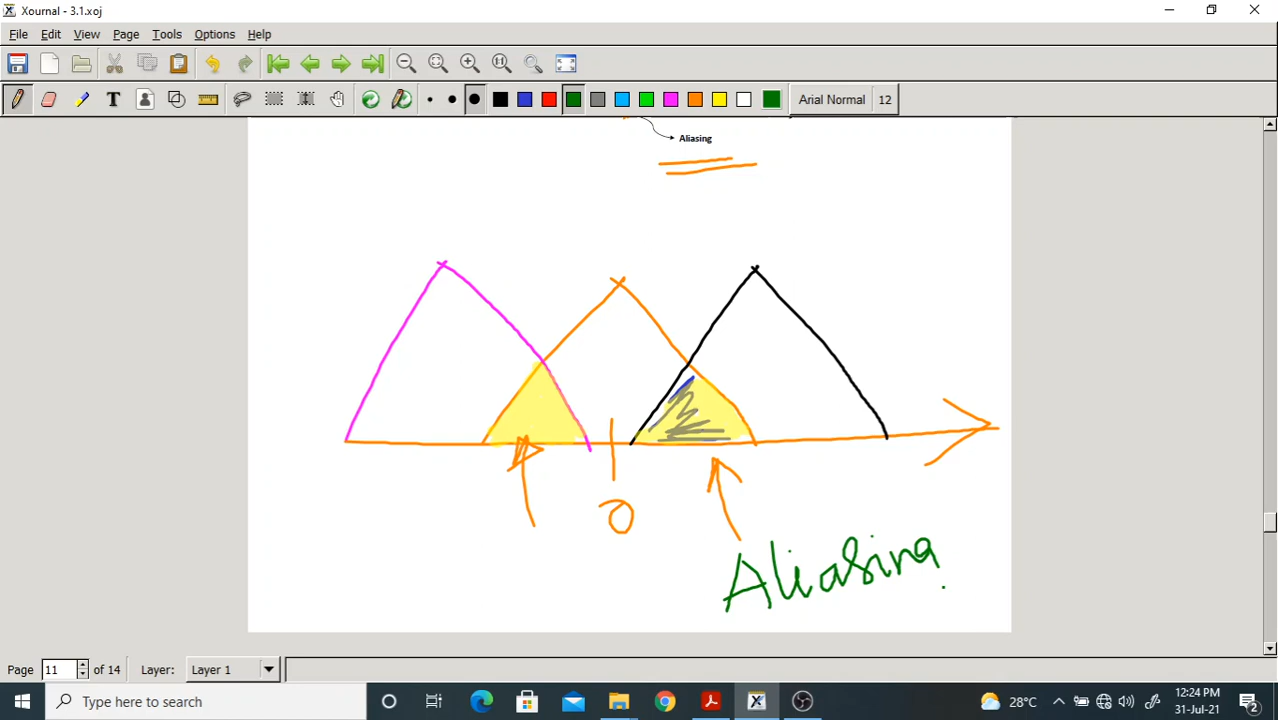 Xournal - 3.1.xoj
File Edit View Page Tools Options Help
T Arial Normal 12
Aliasing
0
Aliasing
Page 11 of 14 Layer: Layer 1
Type here to search 28°C 12:24 PM
31-Jul-21 2